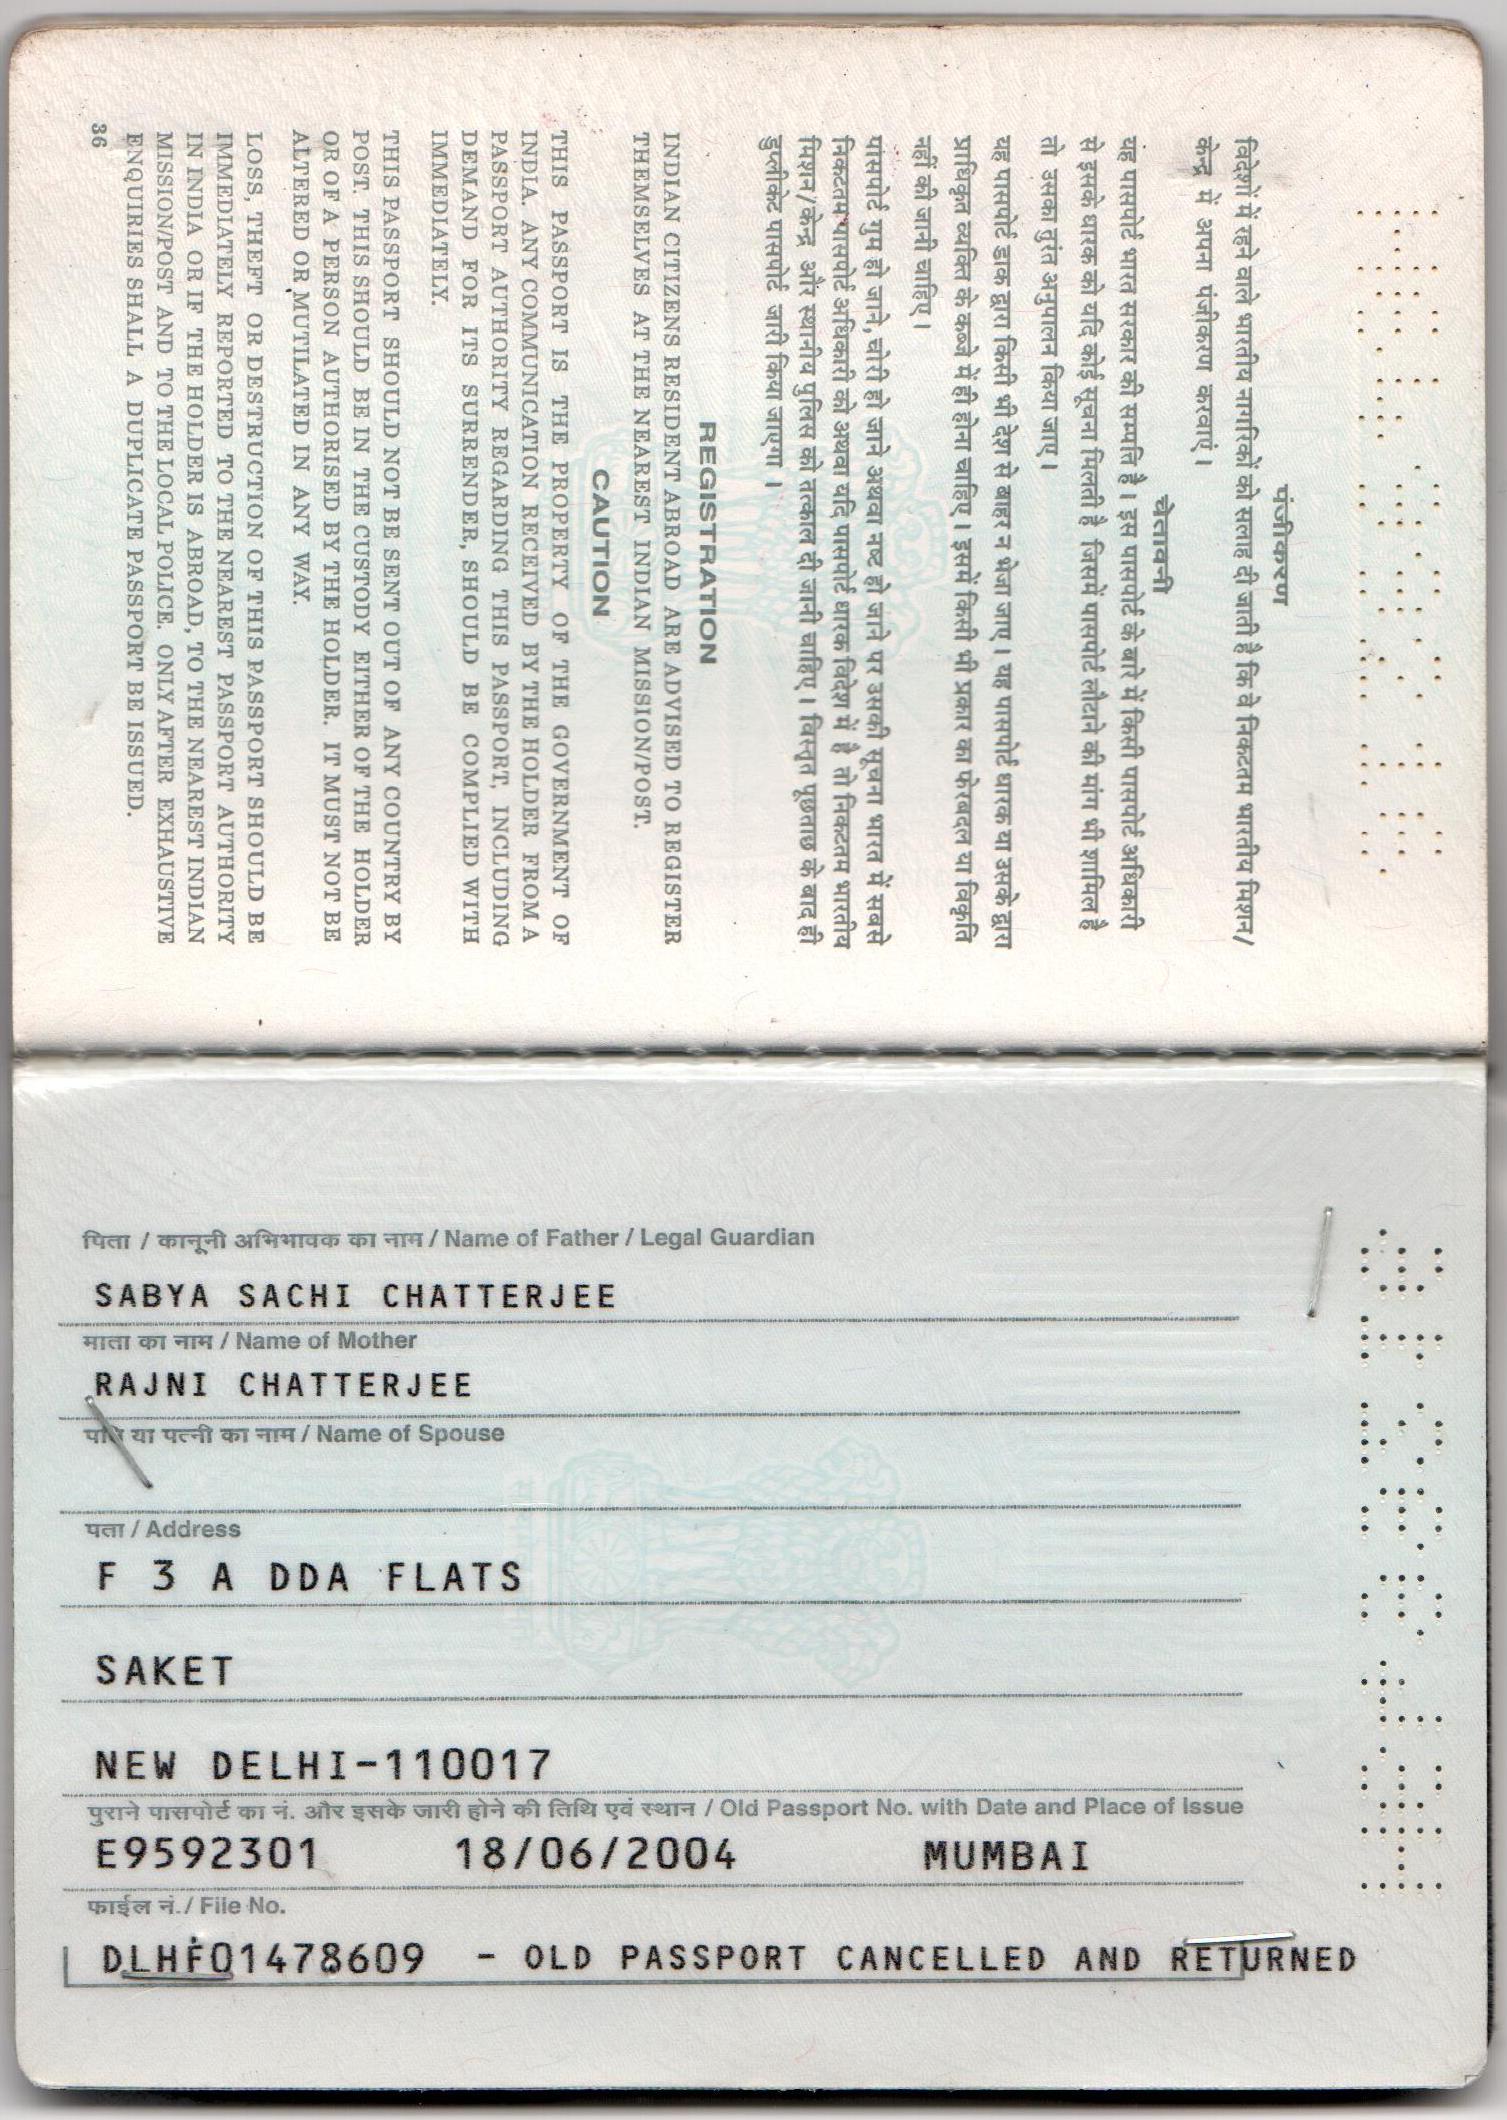 पंजीकरण
विदेशों में रहने वाले भारतीय नागरिकों को सलाह दी जाती है कि वे निकटतम भारतीय मिशन/
केन्द्र में अपना पंजीकरण करवाएं ।
चेतावनी
यह पासपोर्ट भारत सरकार की सम्पत्ति है । इस पासपोर्ट के बारे में किसी पासपोर्ट अधिकारी
से इसके धारक को यदि कोई सूचना मिलती है जिसमें पासपोर्ट लौटाने की मांग भी शामिल है
तो उसका तुरंत अनुपालन किया जाए ।
यह पासपोर्ट डाक द्वारा किसी भी देश से बाहर न भेजा जाए । यह पासपोर्ट धारक या उसके द्वारा
प्राधिकृत व्यक्ति के कब्जे में ही होना चाहिए । इसमें किसी भी प्रकार का फेरबदल या विकृति
नहीं की जानी चाहिए ।
पासपोर्ट गुम हो जाने, चोरी हो जाने अथवा नष्ट हो जाने पर उसकी सूचना भारत में सबसे
निकटतम पासपोर्ट अधिकारी को अथवा यदि पासपोर्ट धारक विदेश में है तो निकटतम भारतीय
मिशन/केन्द्र और स्थानीय पुलिस को तत्काल दी जानी चाहिए । विस्तृत पूछताछ के बाद ही
डुप्लीकेट पासपोर्ट जारी किया जाएगा ।
REGISTRATION
INDIAN CITIZENS RESIDENT ABROAD ARE ADVISED TO REGISTER
THEMSELVES AT THE NEAREST INDIAN MISSION/POST.
CAUTION
THIS PASSPORT IS THE PROPERTY OF THE GOVERNMENT OF
INDIA. ANY COMMUNICATION RECEIVED BY THE HOLDER FROM A
PASSPORT AUTHORITY REGARDING THIS PASSPORT, INCLUDING
DEMAND FOR ITS SURRENDER, SHOULD BE COMPLIED WITH
IMMEDIATELY.
THIS PASSPORT SHOULD NOT BE SENT OUT OF ANY COUNTRY BY
POST. THIS SHOULD BE IN THE CUSTODY EITHER OF THE HOLDER
OR OF A PERSON AUTHORISED BY THE HOLDER. IT MUST NOT BE
ALTERED OR MUTILATED IN ANY WAY.
LOSS, THEFT OR DESTRUCTION OF THIS PASSPORT SHOULD BE
IMMEDIATELY REPORTED TO THE NEAREST PASSPORT AUTHORITY
IN INDIA OR IF THE HOLDER IS ABROAD, TO THE NEAREST INDIAN
MISSION/POST AND TO THE LOCAL POLICE. ONLY AFTER EXHAUSTIVE
ENQUIRIES SHALL A DUPLICATE PASSPORT BE ISSUED.
36
पिता / कानूनी अभिभावक का नाम / Name of Father / Legal Guardian
SABYA SACHI CHATTERJEE
माता का नाम / Name of Mother
RAJNI CHATTERJEE
पति या पत्नी का नाम / Name of Spouse
पता / Address
F 3 A DDA FLATS
SAKET
NEW DELHI-110017
पुराने पासपोर्ट का नं. और इसके जारी होने की तिथि एवं स्थान / Old Passport No. with Date and Place of Issue
E9592301 18/06/2004 MUMBAI
फाईल नं./ File No.
DLHF01478609 - OLD PASSPORT CANCELLED AND RETURNED